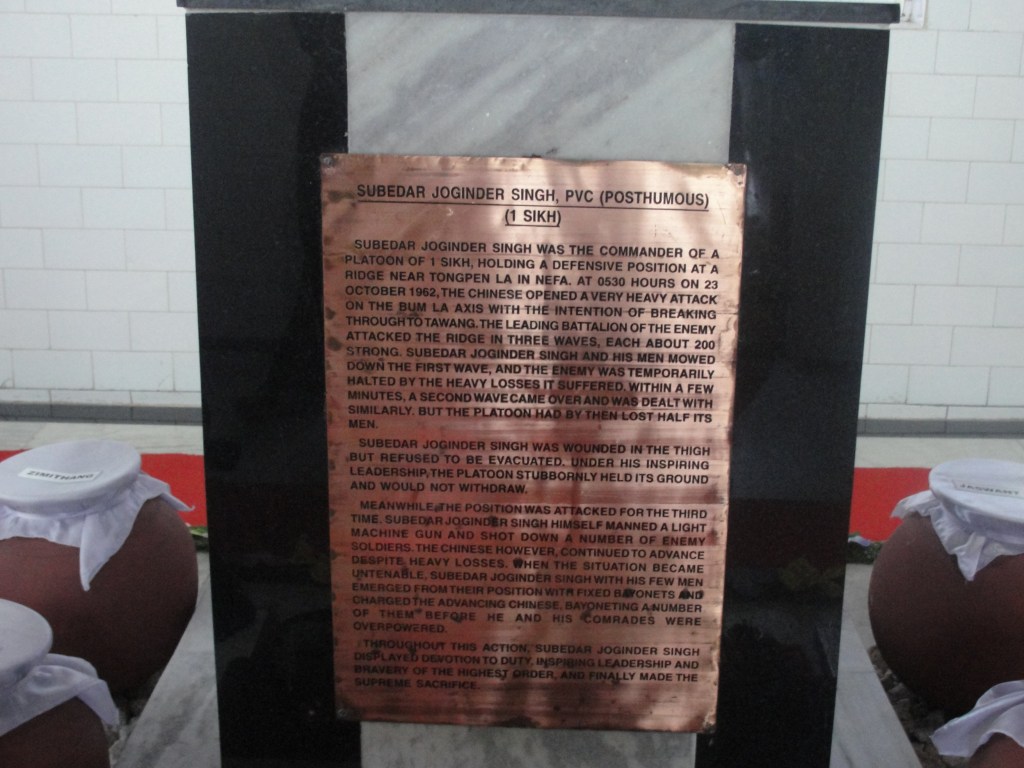 SUBEDAR JOGINDER SINGH, PVC (POSTHUMOUS)
(1 SIKH)
SUBEDAR JOGINDER SINGH WAS THE COMMANDER OF A
PLATOON OF 1 SIKH, HOLDING A DEFENSIVE POSITION AT A
RIDGE NEAR TONGPEN LA IN NEFA. AT 0530 HOURS ON 23
OCTOBER 1962, THE CHINESE OPENED A VERY HEAVY ATTACK
ON THE BUM LA AXIS WITH THE INTENTION OF BREAKING
THROUGH TO TAWANG. THE LEADING BATTALION OF THE ENEMY
ATTACKED THE RIDGE IN THREE WAVES, EACH ABOUT 200
STRONG. SUBEDAR JOGINDER SINGH AND HIS MEN MOWED
DOWN THE FIRST WAVE, AND THE ENEMY WAS TEMPORARILY
HALTED BY THE HEAVY LOSSES IT SUFFERED. WITHIN A FEW
MINUTES, A SECOND WAVE CAME OVER AND WAS DEALT WITH
SIMILARLY. BUT THE PLATOON HAD BY THEN LOST HALF ITS
MEN.
SUBEDAR JOGINDER SINGH WAS WOUNDED IN THE THIGH
BUT REFUSED TO BE EVACUATED. UNDER HIS INSPIRING
LEADERSHIP, THE PLATOON STUBBORNLY HELD ITS GROUND
AND WOULD NOT WITHDRAW.
MEANWHILE, THE POSITION WAS ATTACKED FOR THE THIRD
TIME. SUBEDAR JOGINDER SINGH HIMSELF MANNED A LIGHT
MACHINE GUN AND SHOT DOWN A NUMBER OF ENEMY
SOLDIERS. THE CHINESE HOWEVER, CONTINUED TO ADVANCE
DESPITE HEAVY LOSSES. WHEN THE SITUATION BECAME
UNTENABLE, SUBEDAR JOGINDER SINGH WITH HIS FEW MEN
EMERGED FROM THEIR POSITION WITH FIXED BAYONETS AND
CHARGED THE ADVANCING CHINESE, BAYONETING A NUMBER
OF THEM BEFORE HE AND HIS COMRADES WERE
OVERPOWERED.
THROUGHOUT THIS ACTION, SUBEDAR JOGINDER SINGH
DISPLAYED DEVOTION TO DUTY, INSPIRING LEADERSHIP AND
BRAVERY OF THE HIGHEST ORDER, AND FINALLY MADE THE
SUPREME SACRIFICE.
ZIMITHANG